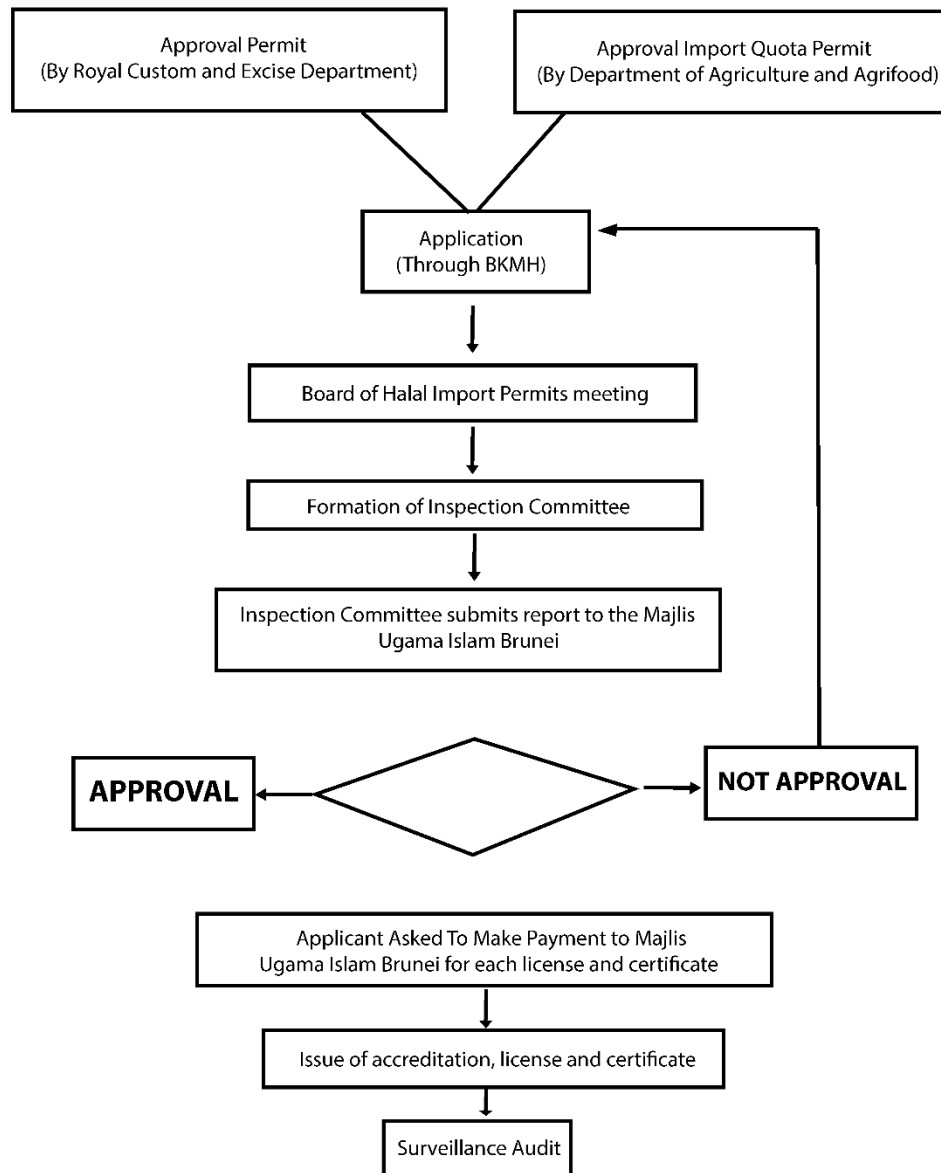 Approval Permit
(By Royal Custom and Excise Department)
Approval Import Quota Permit
(By Department of Agriculture and Agrifood)
Application
(Through BKMH)
Board of Halal Import Permits meeting
Formation of Inspection Committee
Inspection Committee submits report to the Majlis
Ugama Islam Brunei
APPROVAL
NOT APPROVAL
Applicant Asked To Make Payment to Majlis
Ugama Islam Brunei for each license and certificate
Issue of accreditation, license and certificate
Surveillance Audit